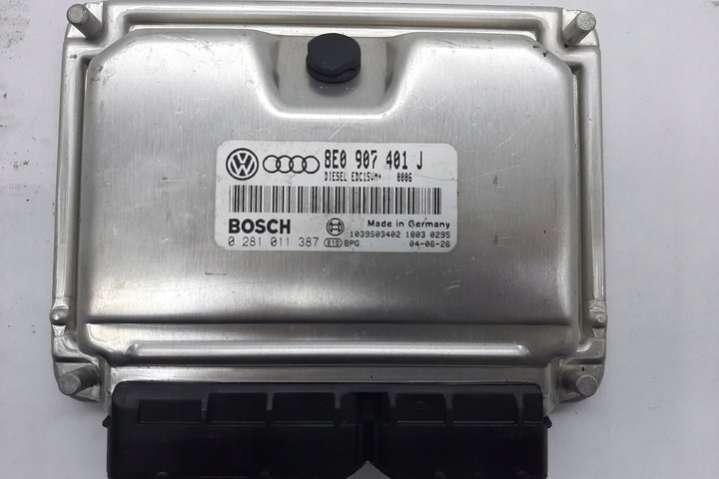 8E0 907 401 J
DIESEL EDC15VM+ 0006
BOSCH
Made in Germany
0 281 011 387
1039S03402 1003 0295
BPG 04-06-26